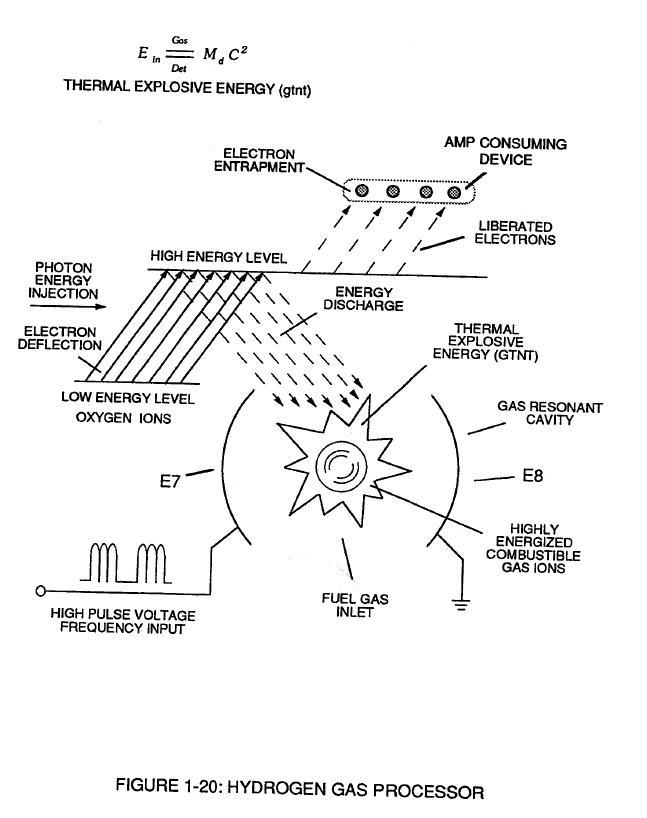 Gas
E in = M d C 2
Det
THERMAL EXPLOSIVE ENERGY (gtnt)
ELECTRON
ENTRAPMENT
AMP CONSUMING
DEVICE
LIBERATED
ELECTRONS
HIGH ENERGY LEVEL
PHOTON
ENERGY
INJECTION
ENERGY
DISCHARGE
ELECTRON
DEFLECTION
THERMAL
EXPLOSIVE
ENERGY (GTNT)
LOW ENERGY LEVEL
OXYGEN IONS
GAS RESONANT
CAVITY
E7
E8
HIGHLY
ENERGIZED
COMBUSTIBLE
GAS IONS
FUEL GAS
INLET
HIGH PULSE VOLTAGE
FREQUENCY INPUT
FIGURE 1-20: HYDROGEN GAS PROCESSOR